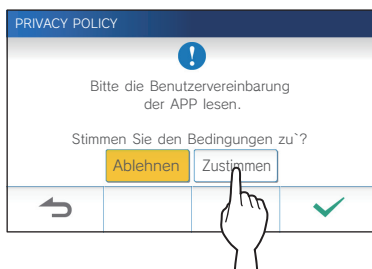 PRIVACY POLICY
Bitte die Benutzervereinbarung
der APP lesen.
Stimmen Sie den Bedingungen zu`?
Ablehnen Zustimmen